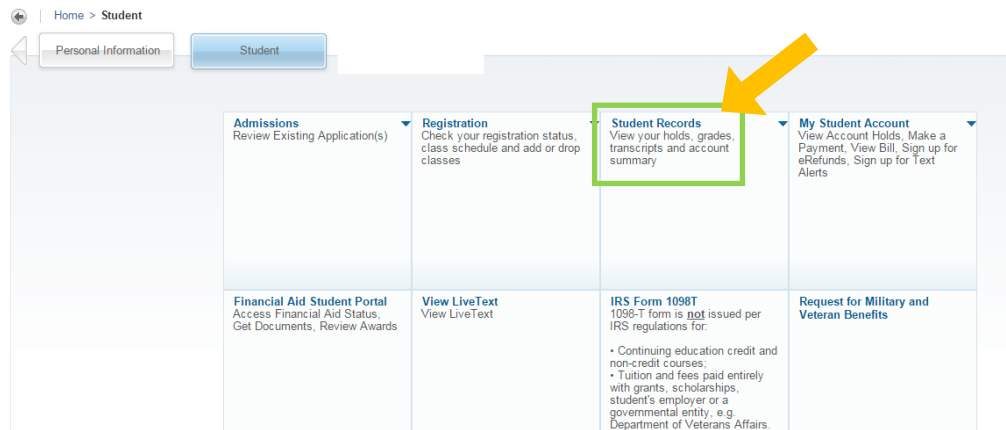 Home > Student
Personal Information
Student
Admissions
Review Existing Application(s)
Registration
Check your registration status,
class schedule and add or drop
classes
Student Records
View your holds, grades,
transcripts and account
summary
My Student Account
View Account Holds, Make a
Payment, View Bill, Sign up for
eRefunds, Sign up for Text
Alerts
Financial Aid Student Portal
Access Financial Aid Status,
Get Documents, Review Awards
View LiveText
View LiveText
IRS Form 1098T
1098-T form is not issued per
IRS regulations for:
• Continuing education credit and
non-credit courses;
• Tuition and fees paid entirely
with grants, scholarships,
student's employer or a
governmental entity, e.g.
Department of Veterans Affairs.
Request for Military and
Veteran Benefits